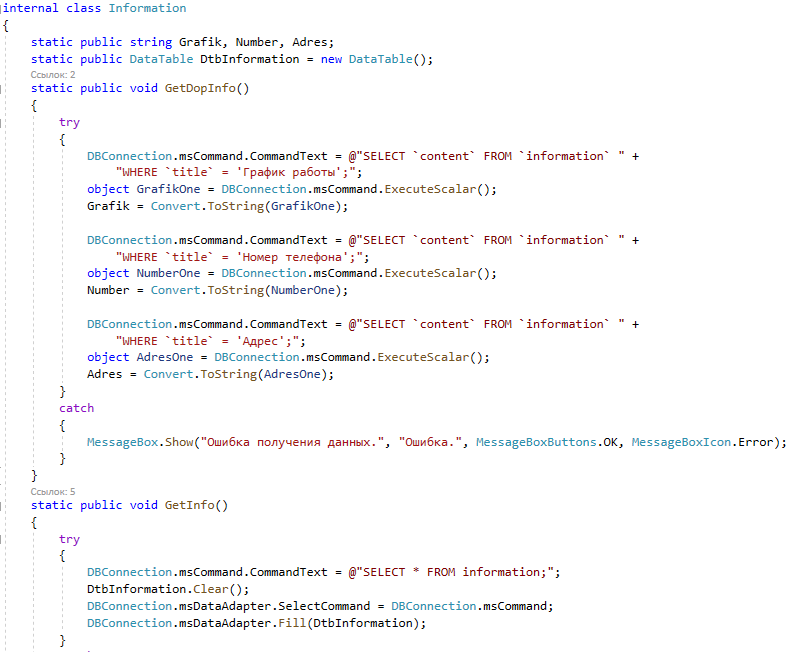 internal class Information
{
static public string Grafik, Number, Adres;
static public DataTable DtbInformation = new DataTable();
Ссылок: 2
static public void GetDopInfo()
{
try
{
DBConnection.msCommand.CommandText = @"SELECT `content` FROM `information` " +
"WHERE `title` = 'График работы';";
object GrafikOne = DBConnection.msCommand.ExecuteScalar();
Grafik = Convert.ToString(GrafikOne);
DBConnection.msCommand.CommandText = @"SELECT `content` FROM `information` " +
"WHERE `title` = 'Номер телефона';";
object NumberOne = DBConnection.msCommand.ExecuteScalar();
Number = Convert.ToString(NumberOne);
DBConnection.msCommand.CommandText = @"SELECT `content` FROM `information` " +
"WHERE `title` = 'Адрес';";
object AdresOne = DBConnection.msCommand.ExecuteScalar();
Adres = Convert.ToString(AdresOne);
}
catch
{
MessageBox.Show("Ошибка получения данных.", "Ошибка.", MessageBoxButtons.OK, MessageBoxIcon.Error);
}
}
Ссылок: 5
static public void GetInfo()
{
try
{
DBConnection.msCommand.CommandText = @"SELECT * FROM information;";
DtbInformation.Clear();
DBConnection.msDataAdapter.SelectCommand = DBConnection.msCommand;
DBConnection.msDataAdapter.Fill(DtbInformation);
}